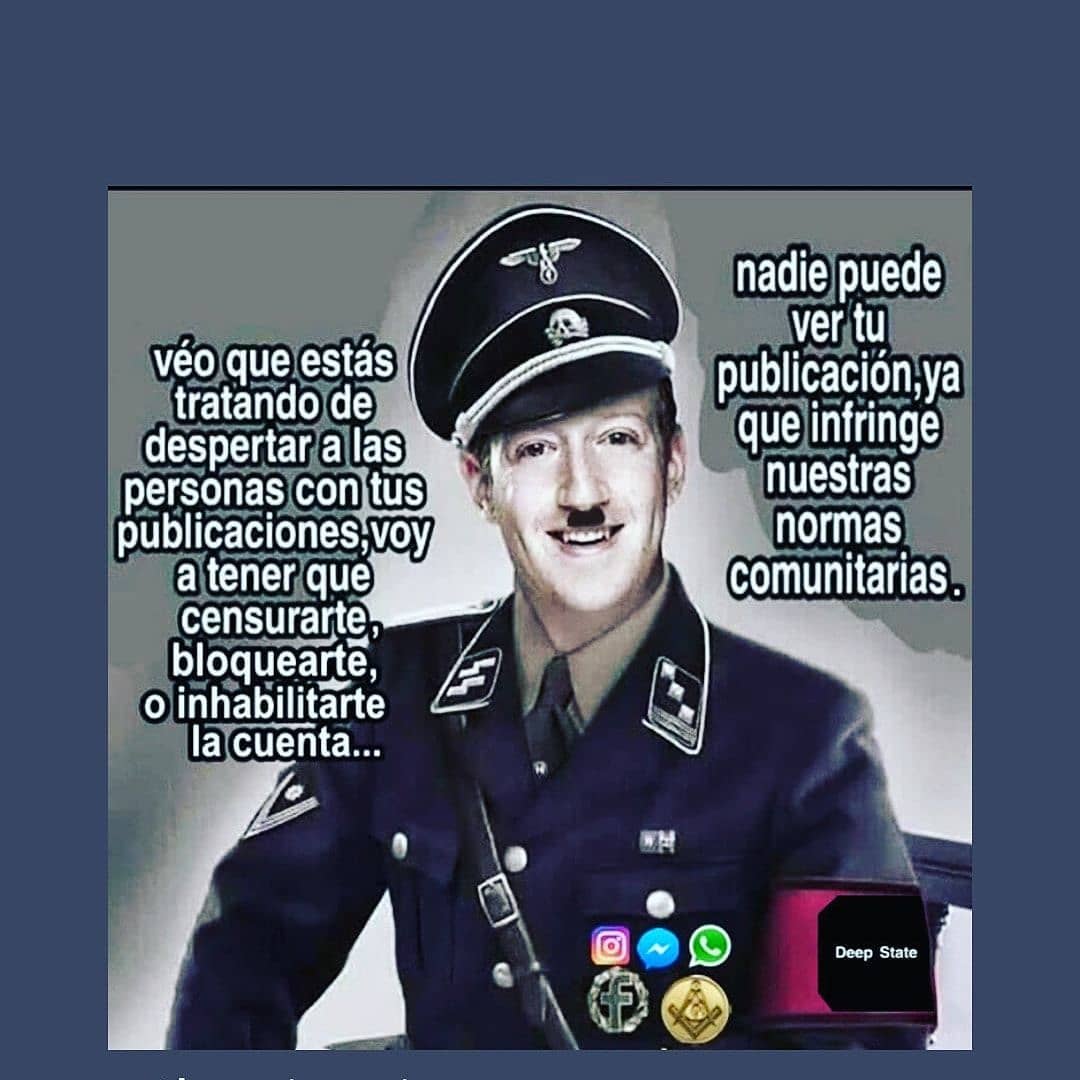 véo que estás
tratando de
despertar a las
personas con tus
publicaciones,voy
a tener que
censurarte,
bloquearte,
o inhabilitarte
la cuenta...
nadie puede
ver tu
publicación,ya
que infringe
nuestras
normas
comunitarias.
Deep State